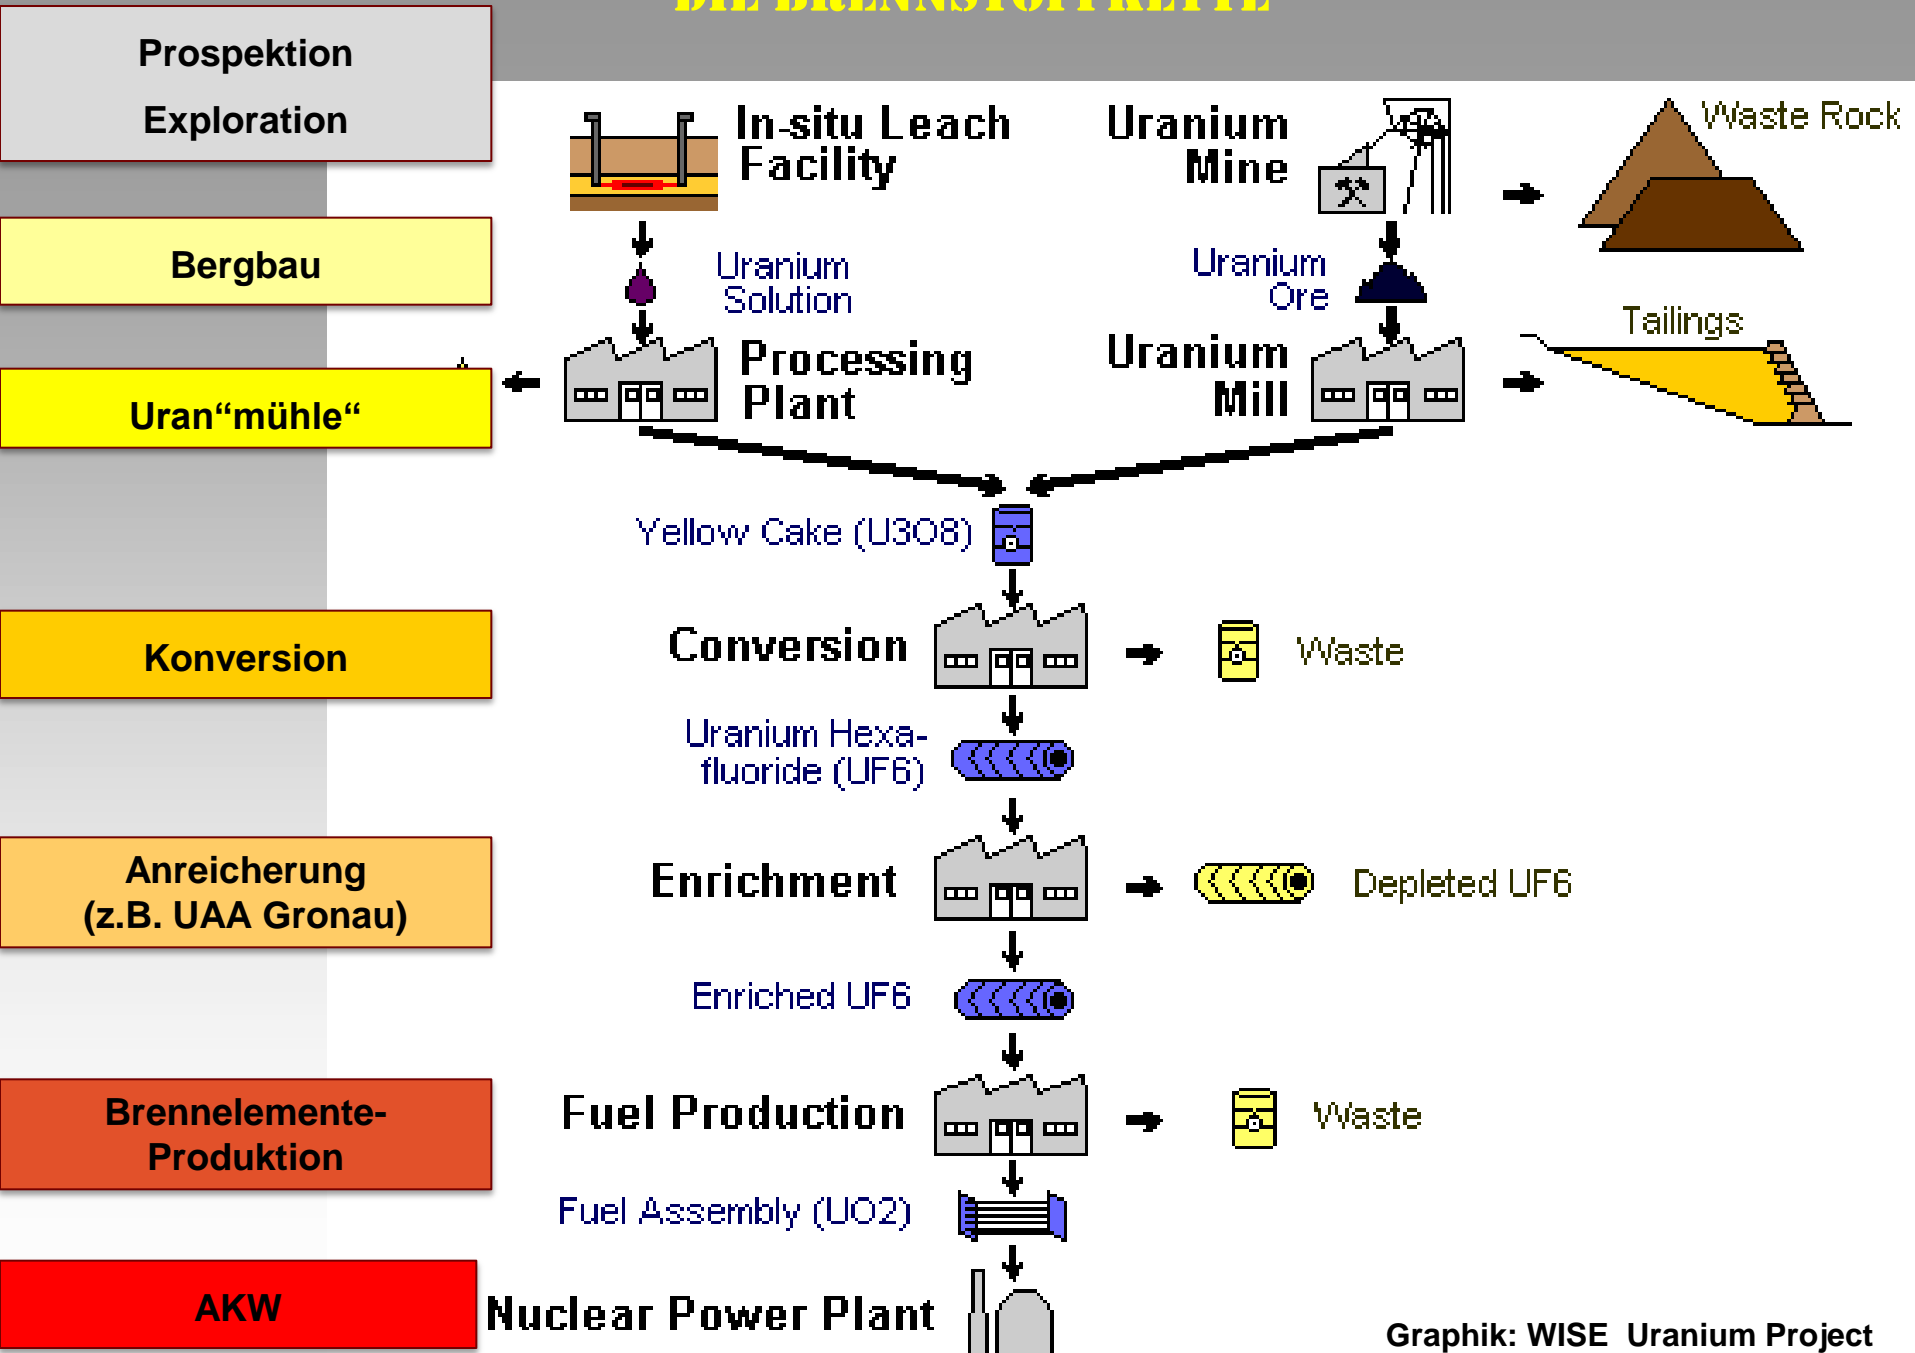 DIE BRENNSTOFFKETTE
Prospektion
Exploration
In-situ Leach
Facility
Uranium
Mine
Waste Rock
Bergbau
Uranium
Solution
Uranium
Ore
Tailings
Uran“mühle“
Processing
Plant
Uranium
Mill
Yellow Cake (U3O8)
Konversion
Conversion
Waste
Uranium Hexa-
fluoride (UF6)
Anreicherung
(z.B. UAA Gronau)
Enrichment
Depleted UF6
Enriched UF6
Brennelemente-
Produktion
Fuel Production
Waste
Fuel Assembly (UO2)
AKW
Nuclear Power Plant
Graphik: WISE Uranium Project